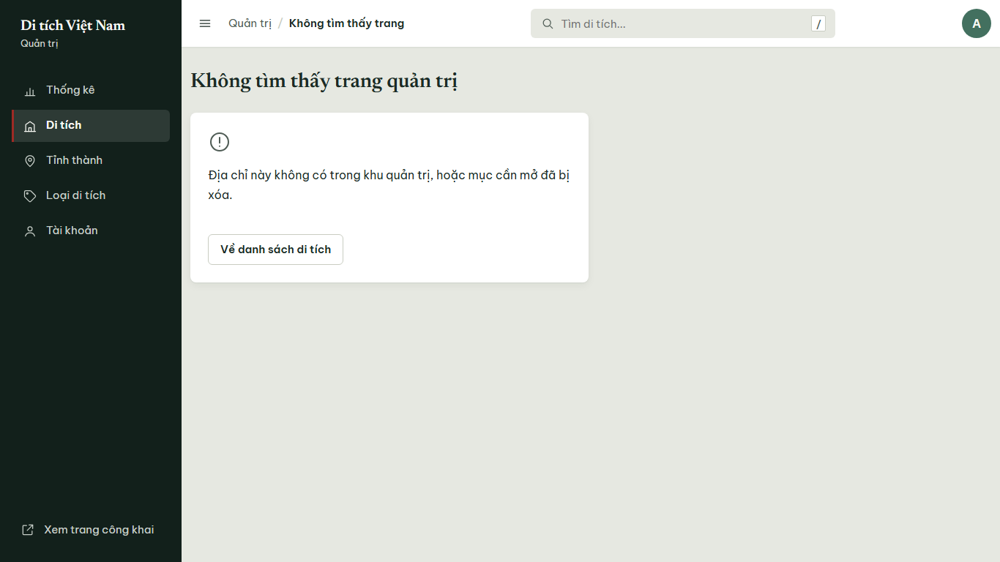 Di tích Việt Nam
Quản trị
Thống kê
Di tích
Tỉnh thành
Loại di tích
Tài khoản
Xem trang công khai
Quản trị / Không tìm thấy trang
Tìm di tích...
/
A
Không tìm thấy trang quản trị
Địa chỉ này không có trong khu quản trị, hoặc mục cần mở đã bị
xóa.
Về danh sách di tích